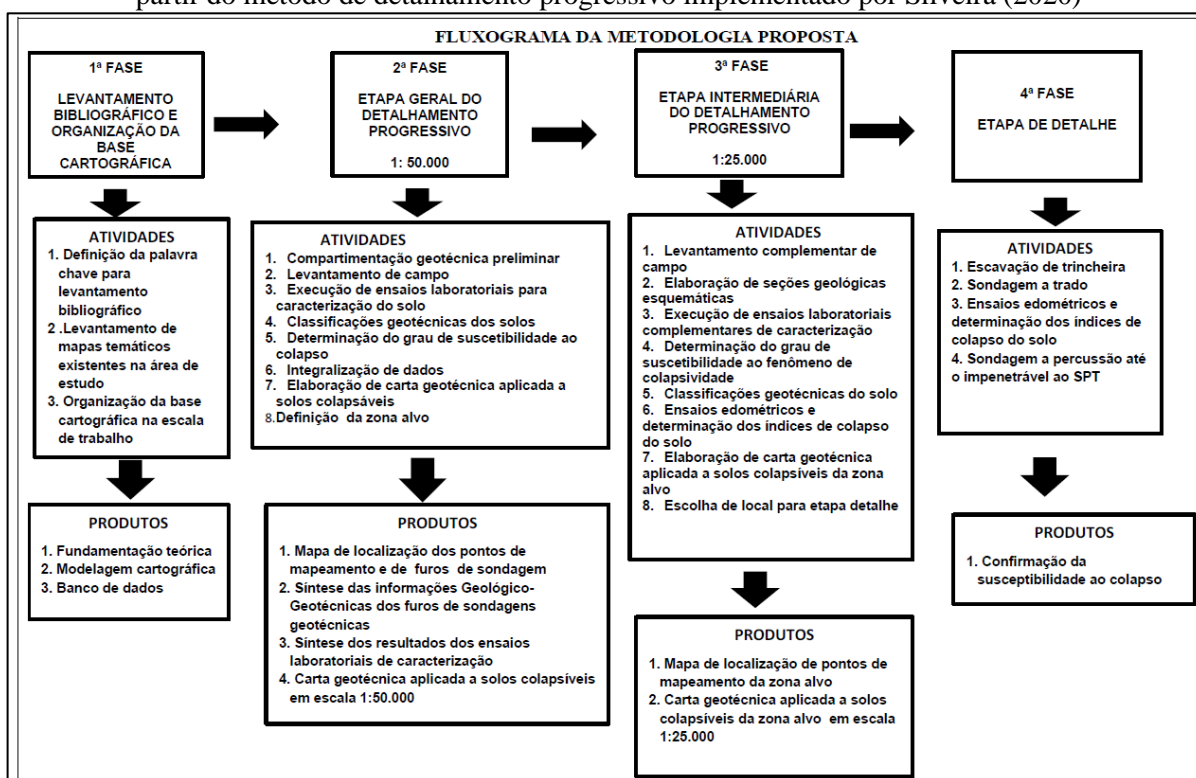 partir do método de detalhamento progressivo implementado por Silveira (2020)
FLUXOGRAMA DA METODOLOGIA PROPOSTA
1ª FASE
LEVANTAMENTO
BIBLIOGRÁFICO E
ORGANIZAÇÃO DA
BASE
CARTOGRÁFICA
2ª FASE
ETAPA GERAL DO
DETALHAMENTO
PROGRESSIVO
1: 50.000
3ª FASE
ETAPA INTERMEDIÁRIA
DO DETALHAMENTO
PROGRESSIVO
1:25.000
4ª FASE
ETAPA DE DETALHE
ATIVIDADES
1. Definição da palavra
chave para
levantamento
bibliográfico
2 .Levantamento de
mapas temáticos
existentes na área de
estudo
3. Organização da base
cartográfica na escala
de trabalho
ATIVIDADES
1. Compartimentação geotécnica preliminar
2. Levantamento de campo
3. Execução de ensaios laboratoriais para
caracterização do solo
4. Classificações geotécnicas dos solos
5. Determinação do grau de suscetibilidade ao
colapso
6. Integralização de dados
7. Elaboração de carta geotécnica aplicada a
solos colapsáveis
8.Definição da zona alvo
ATIVIDADES
1. Levantamento complementar de
campo
2. Elaboração de seções geológicas
esquemáticas
3. Execução de ensaios laboratoriais
complementares de caracterização
4. Determinação do grau de
suscetibilidade ao fenômeno de
colapsividade
5. Classificações geotécnicas do solo
6. Ensaios edométricos e
determinação dos índices de colapso
do solo
7. Elaboração de carta geotécnica
aplicada a solos colapsíveis da zona
alvo
8. Escolha de local para etapa detalhe
ATIVIDADES
1. Escavação de trincheira
2. Sondagem a trado
3. Ensaios edométricos e
determinação dos índices de
colapso do solo
4. Sondagem a percussão até
o impenetrável ao SPT
PRODUTOS
1. Fundamentação teórica
2. Modelagem cartográfica
3. Banco de dados
PRODUTOS
1. Mapa de localização dos pontos de
mapeamento e de furos de sondagem
2. Síntese das informações Geológico-
Geotécnicas dos furos de sondagens
geotécnicas
3. Síntese dos resultados dos ensaios
laboratoriais de caracterização
4. Carta geotécnica aplicada a solos colapsíveis
em escala 1:50.000
PRODUTOS
1. Mapa de localização de pontos de
mapeamento da zona alvo
2. Carta geotécnica aplicada a solos
colapsíveis da zona alvo em escala
1:25.000
PRODUTOS
1. Confirmação da
susceptibilidade ao colapso